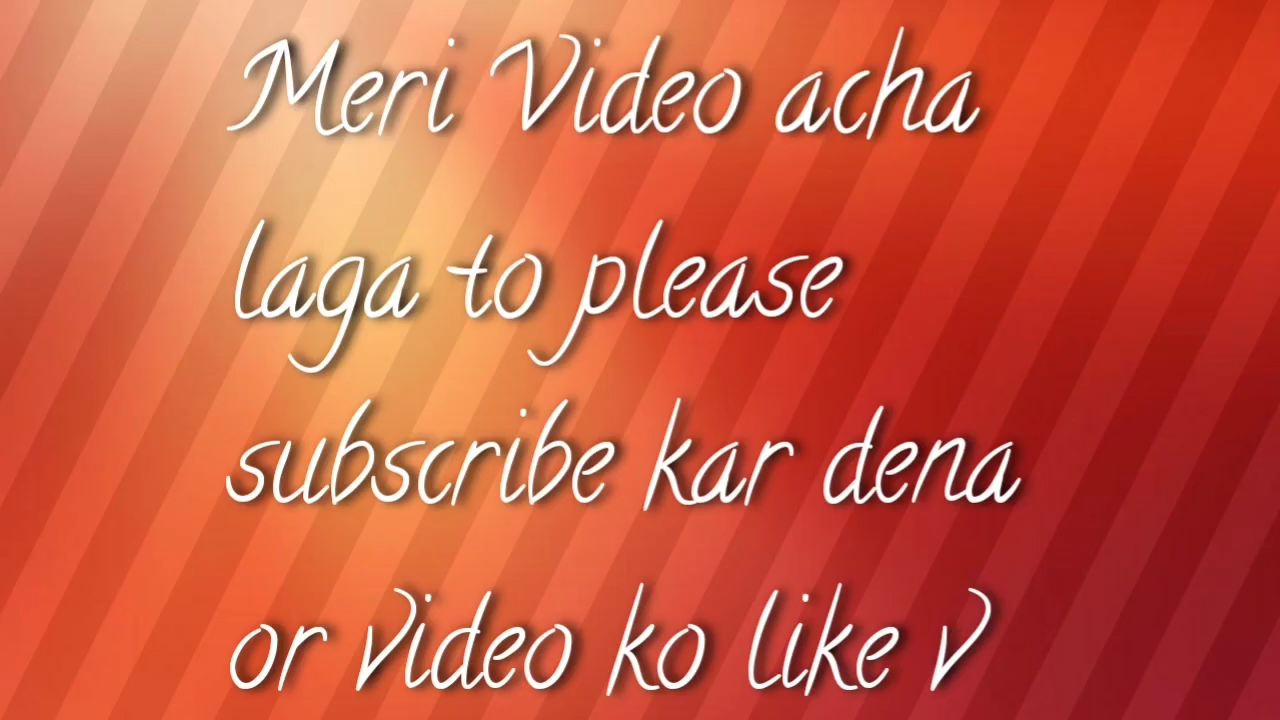 Meri Video acha
laga to please
subscribe kar dena
or video ko like v